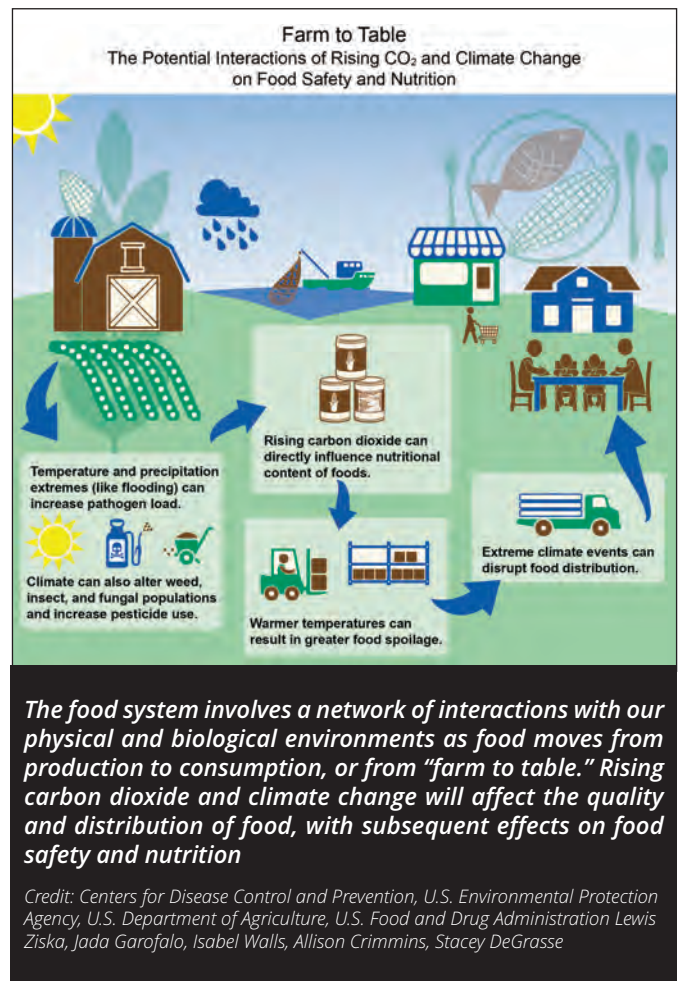 Farm to Table
The Potential Interactions of Rising CO₂ and Climate Change
on Food Safety and Nutrition
Temperature and precipitation
extremes (like flooding) can
increase pathogen load.
Climate can also alter weed,
insect, and fungal populations
and increase pesticide use.
Rising carbon dioxide can
directly influence nutritional
content of foods.
Warmer temperatures can
result in greater food spoilage.
Extreme climate events can
disrupt food distribution.
The food system involves a network of interactions with our
physical and biological environments as food moves from
production to consumption, or from “farm to table.” Rising
carbon dioxide and climate change will affect the quality
and distribution of food, with subsequent effects on food
safety and nutrition
Credit: Centers for Disease Control and Prevention, U.S. Environmental Protection
Agency, U.S. Department of Agriculture, U.S. Food and Drug Administration Lewis
Ziska, Jada Garofalo, Isabel Walls, Allison Crimmins, Stacey DeGrasse